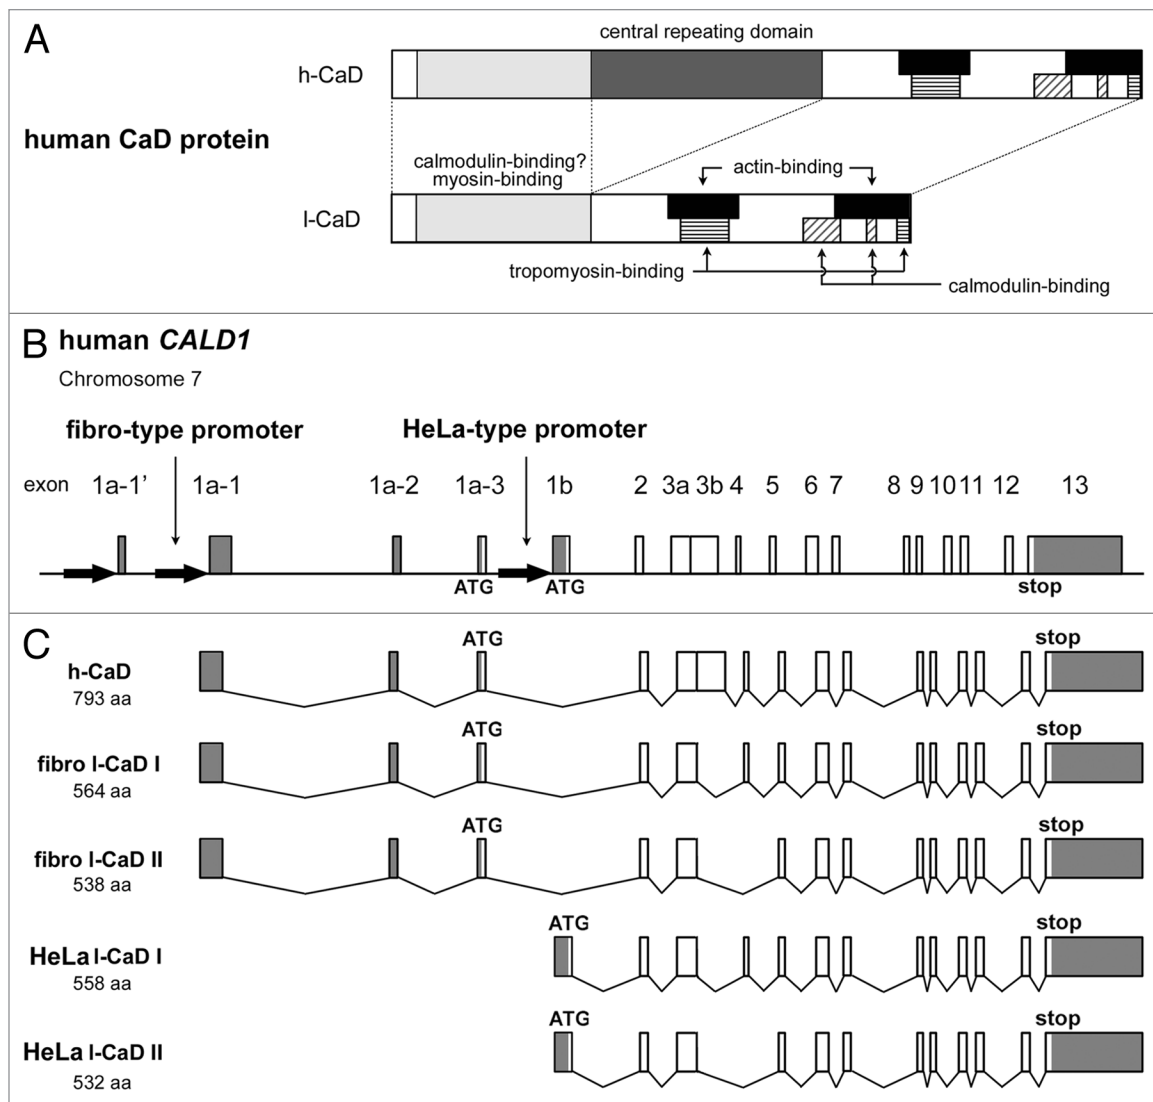 A
central repeating domain
h-CaD
human CaD protein
calmodulin-binding?
myosin-binding
actin-binding
l-CaD
tropomyosin-binding
calmodulin-binding
B human CALD1
Chromosome 7
fibro-type promoter HeLa-type promoter
exon 1a-1’ 1a-1 1a-2 1a-3 1b 2 3a 3b 4 5 6 7 8 9 10 11 12 13
ATG ATG stop
C
ATG stop
h-CaD
793 aa
ATG stop
fibro l-CaD I
564 aa
ATG stop
fibro l-CaD II
538 aa
ATG stop
HeLa l-CaD I
558 aa
ATG stop
HeLa l-CaD II
532 aa